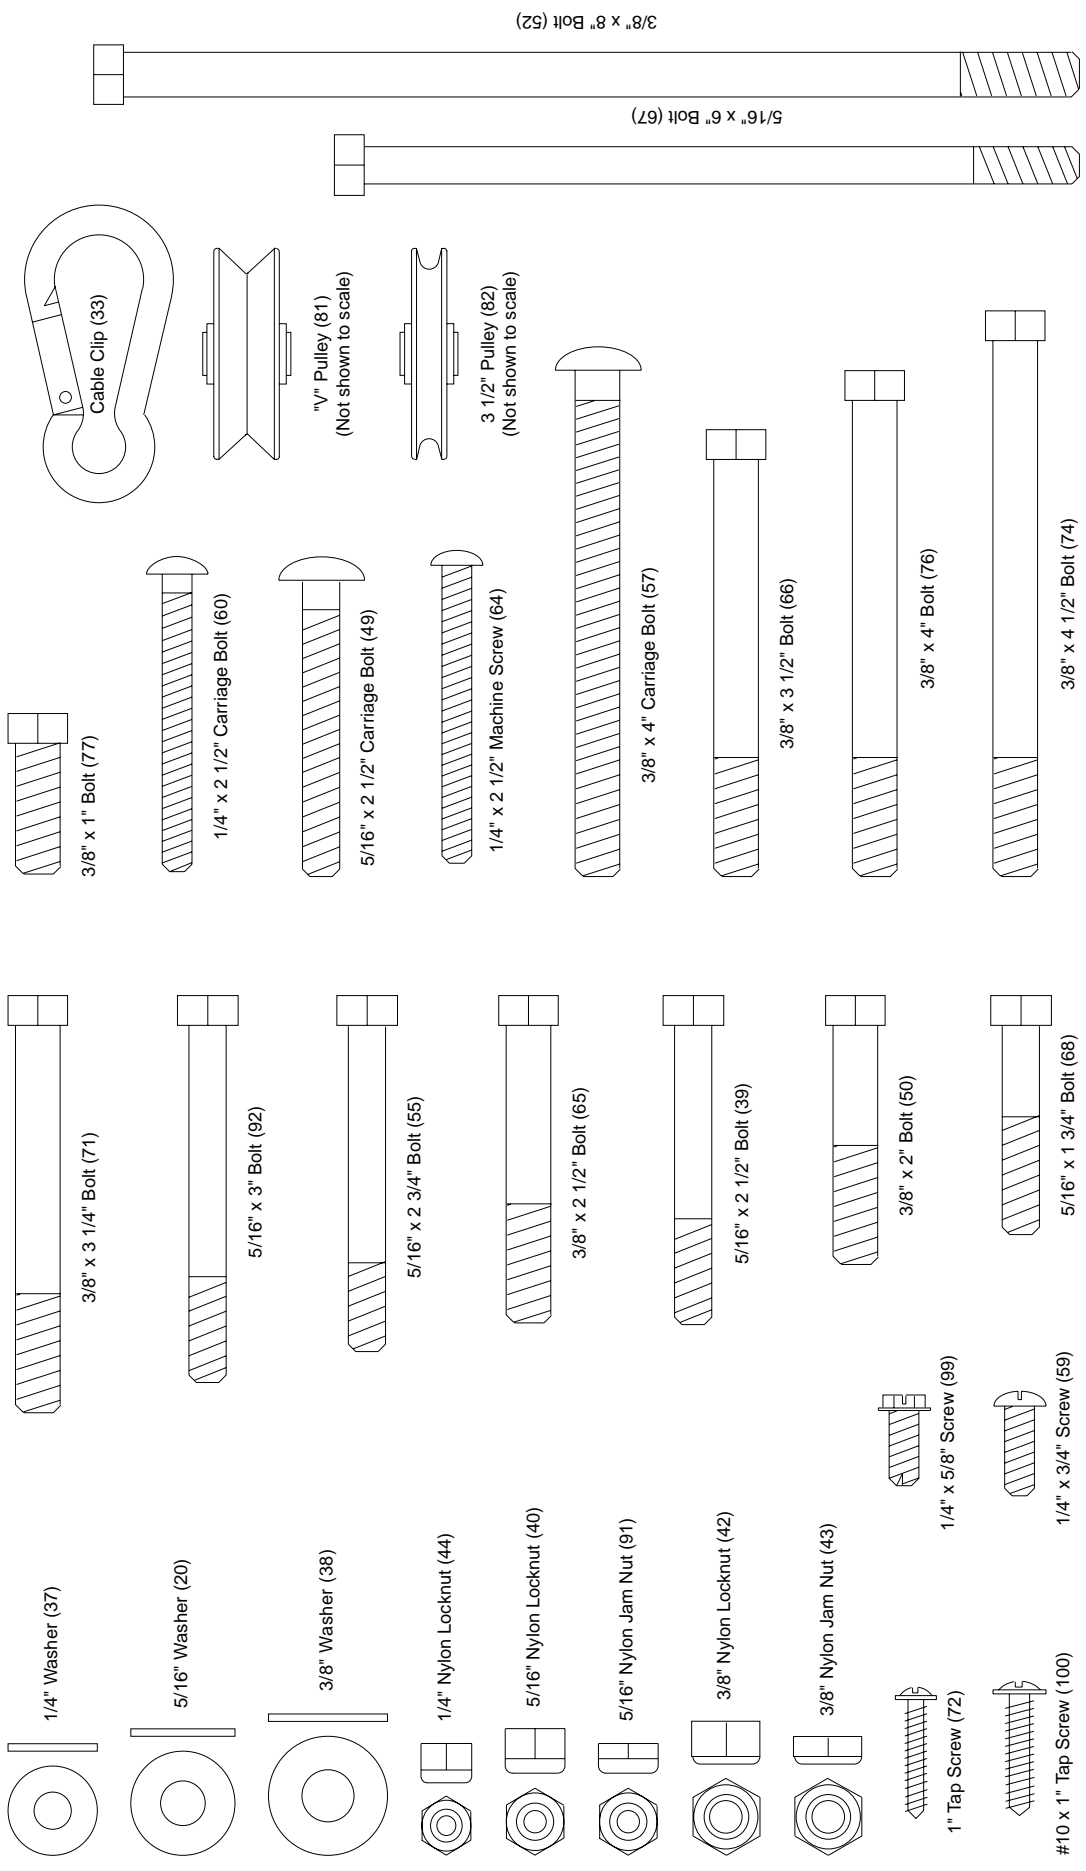 1/4" Washer (37)
5/16" Washer (20)
3/8" Washer (38)
1/4" Nylon Locknut (44)
5/16" Nylon Locknut (40)
5/16" Nylon Jam Nut (91)
3/8" Nylon Locknut (42)
3/8" Nylon Jam Nut (43)
1" Tap Screw (72)
#10 x 1" Tap Screw (100)
1/4" x 5/8" Screw (99)
1/4" x 3/4" Screw (59)
3/8" x 3 1/4" Bolt (71)
5/16" x 3" Bolt (92)
5/16" x 2 3/4" Bolt (55)
3/8" x 2 1/2" Bolt (65)
5/16" x 2 1/2" Bolt (39)
3/8" x 2" Bolt (50)
5/16" x 1 3/4" Bolt (68)
3/8" x 1" Bolt (77)
1/4" x 2 1/2" Carriage Bolt (60)
5/16" x 2 1/2" Carriage Bolt (49)
1/4" x 2 1/2" Machine Screw (64)
3/8" x 4" Carriage Bolt (57)
3/8" x 3 1/2" Bolt (66)
3/8" x 4" Bolt (76)
3/8" x 4 1/2" Bolt (74)
Cable Clip (33)
"V" Pulley (81)
(Not shown to scale)
3 1/2" Pulley (82)
(Not shown to scale)
5/16" x 6" Bolt (67)
3/8" x 8" Bolt (52)